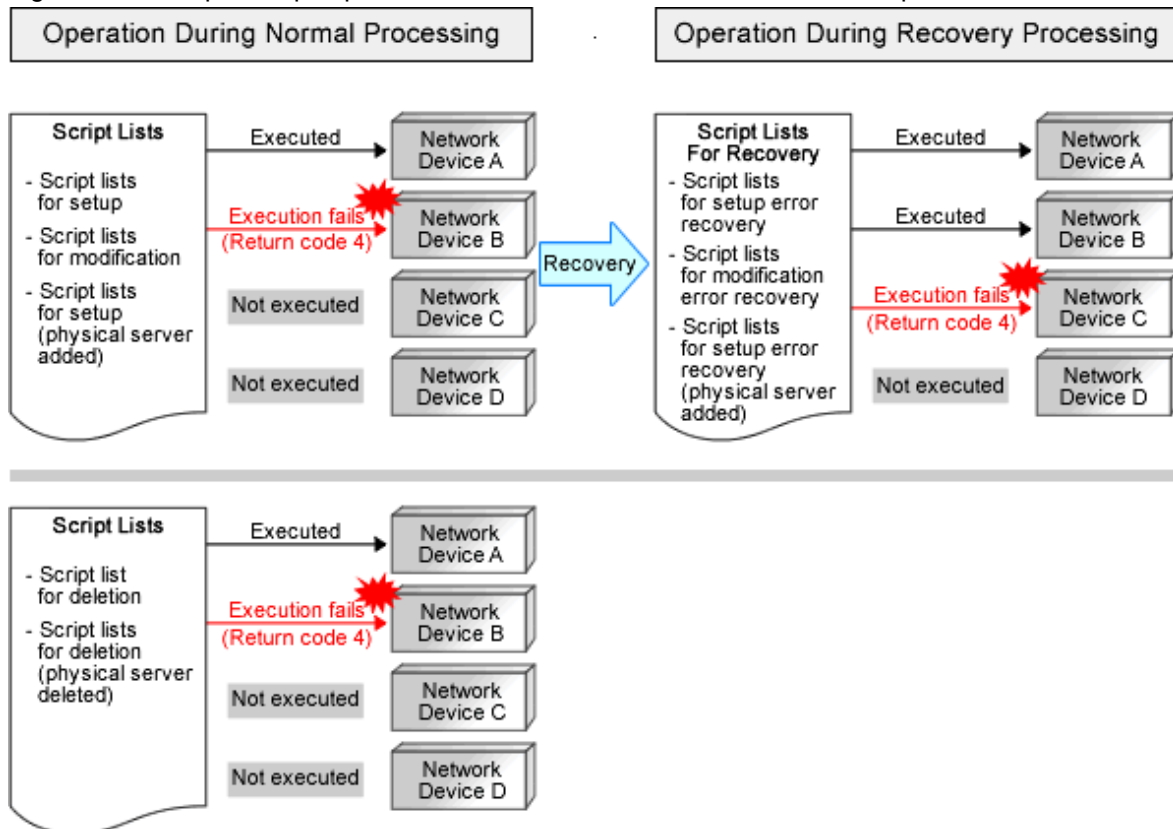 Operation During Normal Processing
Operation During Recovery Processing
Script Lists
- Script lists
for setup
- Script lists
for modification
- Script lists
for setup
(physical server
added)
Executed
Network
Device A
Execution fails
(Return code 4)
Network
Device B
Not executed
Network
Device C
Not executed
Network
Device D
Recovery
Script Lists
For Recovery
- Script lists
for setup error
recovery
- Script lists
for modification
error recovery
- Script lists
for setup error
recovery
(physical server
added)
Executed
Network
Device A
Executed
Network
Device B
Execution fails
(Return code 4)
Network
Device C
Not executed
Network
Device D
Script Lists
- Script list
for deletion
- Script lists
for deletion
(physical server
deleted)
Executed
Network
Device A
Execution fails
(Return code 4)
Network
Device B
Not executed
Network
Device C
Not executed
Network
Device D